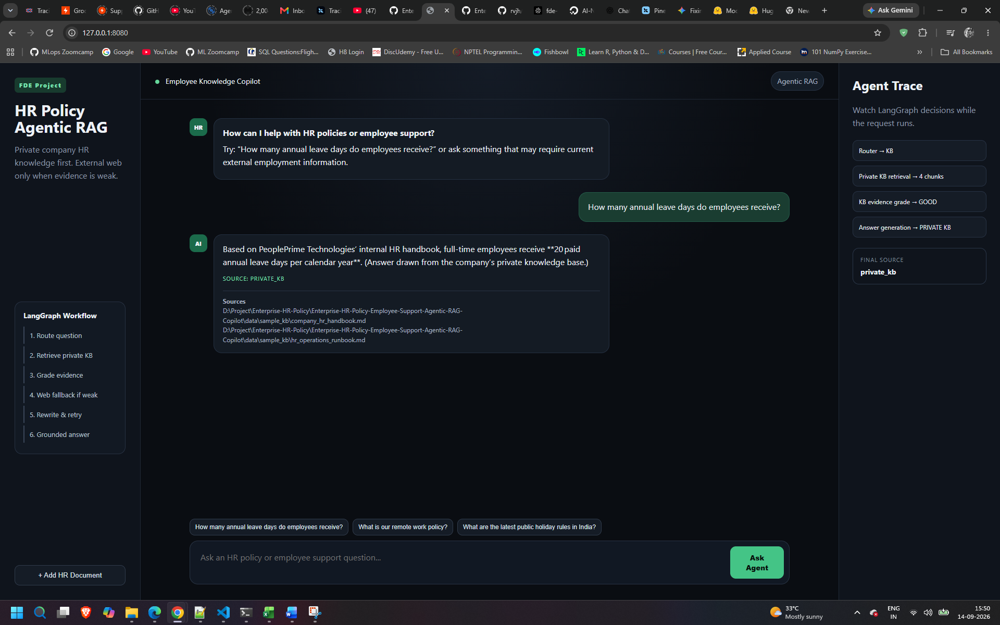 Traci
Groc
Supp
GitH
YouT
Agen
2,00
Inbo
Traci
(47)
Ente
Ente
rvjh/
fde-
AI-N
Cha
Pine
Fixin
Moc
Hug
New
Ask Gemini
127.0.0.1:8080
MLops Zoomcamp
Google
YouTube
ML Zoomcamp
SQL Questions:Fligh...
H8 Login
DiscUdemy - Free U...
NPTEL Programmin...
Fishbowl
Learn R, Python & D...
Courses | Free Cour...
Applied Course
101 NumPy Exercise...
All Bookmarks
FDE Project
HR Policy
Agentic RAG
Private company HR
knowledge first. External web
only when evidence is weak.
LangGraph Workflow
1. Route question
2. Retrieve private KB
3. Grade evidence
4. Web fallback if weak
5. Rewrite & retry
6. Grounded answer
+ Add HR Document
Employee Knowledge Copilot
Agentic RAG
HR
How can I help with HR policies or employee support?
Try: “How many annual leave days do employees receive?” or ask something that may require current
external employment information.
How many annual leave days do employees receive?
AI
Based on PeoplePrime Technologies’ internal HR handbook, full-time employees receive **20 paid
annual leave days per calendar year**. (Answer drawn from the company’s private knowledge base.)
SOURCE: PRIVATE_KB
Sources
D:\Project\Enterprise-HR-Policy\Enterprise-HR-Policy-Employee-Support-Agentic-RAG-
Copilot\data\sample_kb\company_hr_handbook.md
D:\Project\Enterprise-HR-Policy\Enterprise-HR-Policy-Employee-Support-Agentic-RAG-
Copilot\data\sample_kb\hr_operations_runbook.md
How many annual leave days do employees receive?
What is our remote work policy?
What are the latest public holiday rules in India?
Ask an HR policy or employee support question...
Ask
Agent
Agent Trace
Watch LangGraph decisions while
the request runs.
Router → KB
Private KB retrieval → 4 chunks
KB evidence grade → GOOD
Answer generation → PRIVATE KB
FINAL SOURCE
private_kb
33°C
Mostly sunny
ENG
IN
15:50
14-09-2026